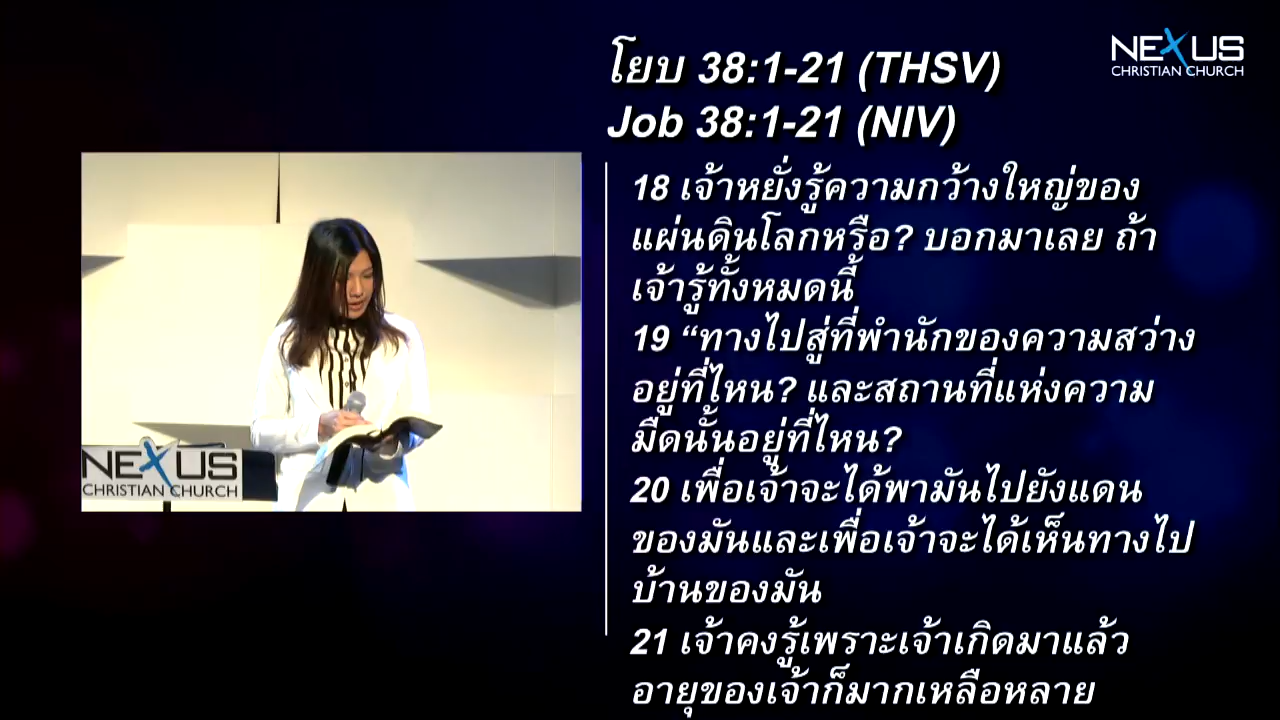 โยบ 38:1-21 (THSV)
Job 38:1-21 (NIV)
NEXUS
CHRISTIAN CHURCH
18 เจ้าหยั่งรู้ความกว้างใหญ่ของ
แผ่นดินโลกหรือ? บอกมาเลย ถ้า
เจ้ารู้ทั้งหมดนี้
19 “ทางไปสู่ที่พำนักของความสว่าง
อยู่ที่ไหน? และสถานที่แห่งความ
มืดนั้นอยู่ที่ไหน?
20 เพื่อเจ้าจะได้พามันไปยังแดน
ของมันและเพื่อเจ้าจะได้เห็นทางไป
บ้านของมัน
21 เจ้าคงรู้เพราะเจ้าเกิดมาแล้ว
อายุของเจ้าก็มากเหลือหลาย
NEXUS
CHRISTIAN CHURCH